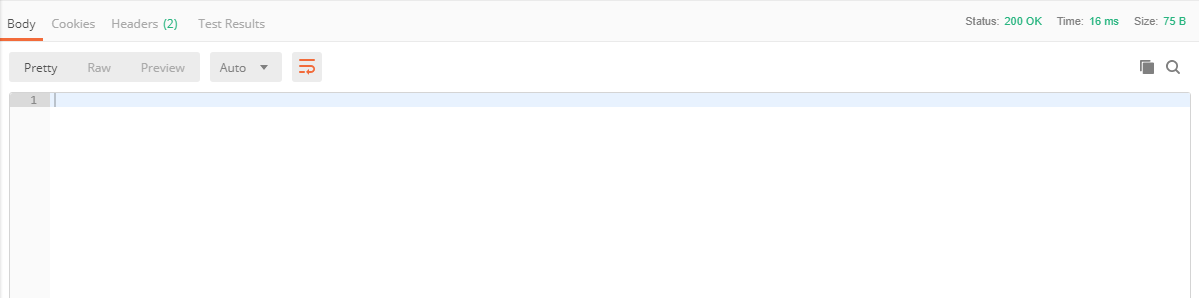 Body Cookies Headers (2) Test Results Status: 200 OK Time: 16 ms Size: 75 B
Pretty Raw Preview Auto
1